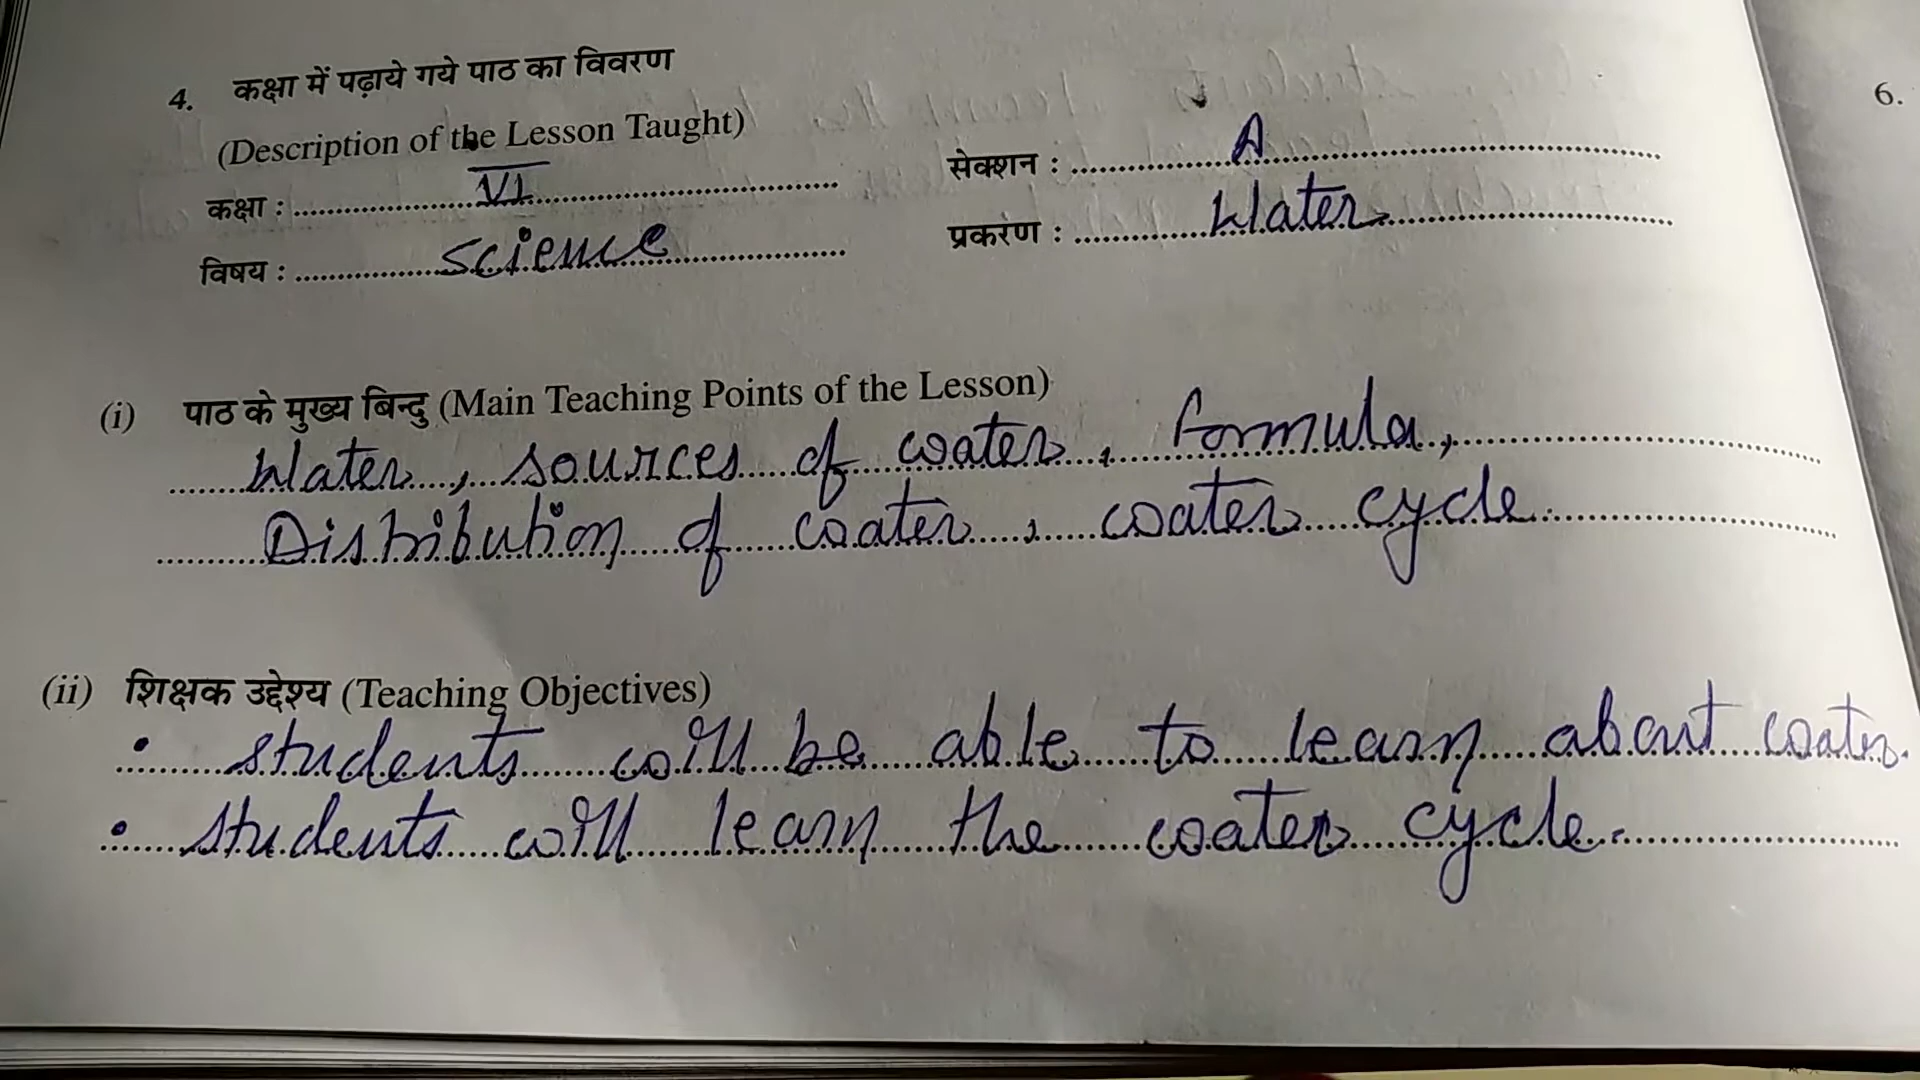 4. कक्षा में पढ़ाये गये पाठ का विवरण
(Description of the Lesson Taught)
कक्षा : VI सेक्शन : A
विषय : Science प्रकरण : Water
(i) पाठ के मुख्य बिन्दु (Main Teaching Points of the Lesson)
Water, sources of water, formula,
Distribution of water, water cycle.
(ii) शिक्षक उद्देश्य (Teaching Objectives)
• students will be able to learn about water.
• students will learn the water cycle.
6.